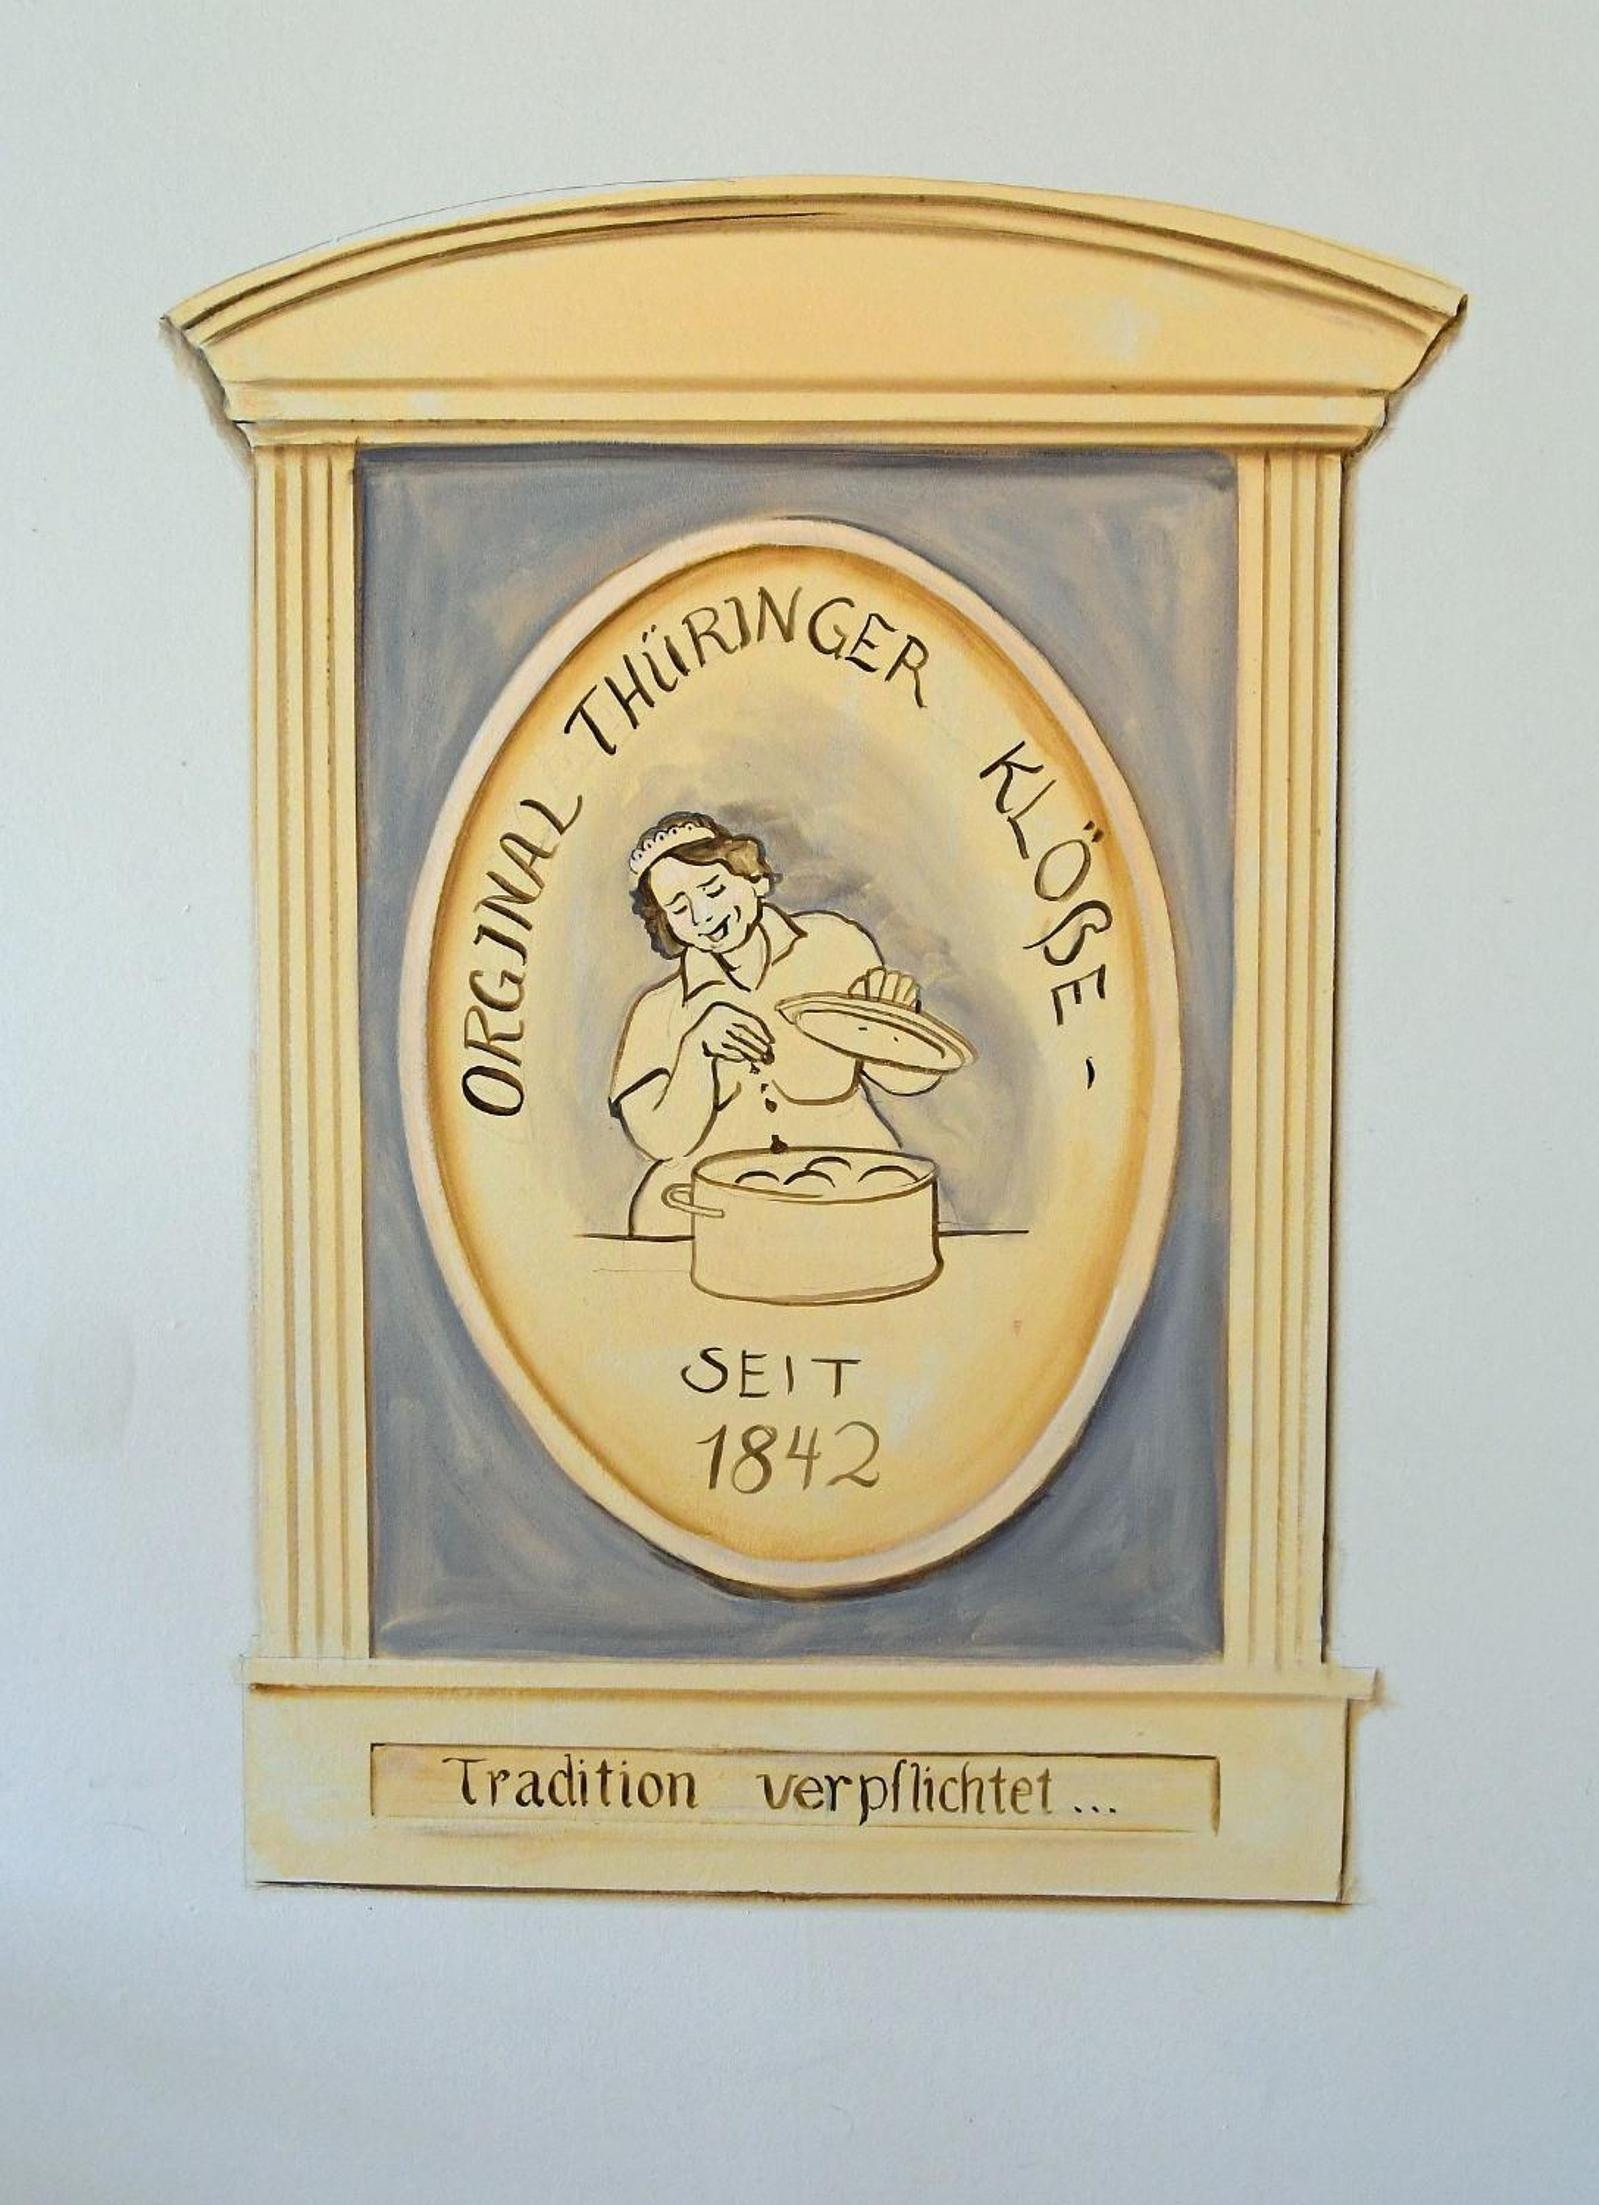 ORGINAL THÜRINGER KLÖßE -
SEIT
1842
Tradition verpflichtet...